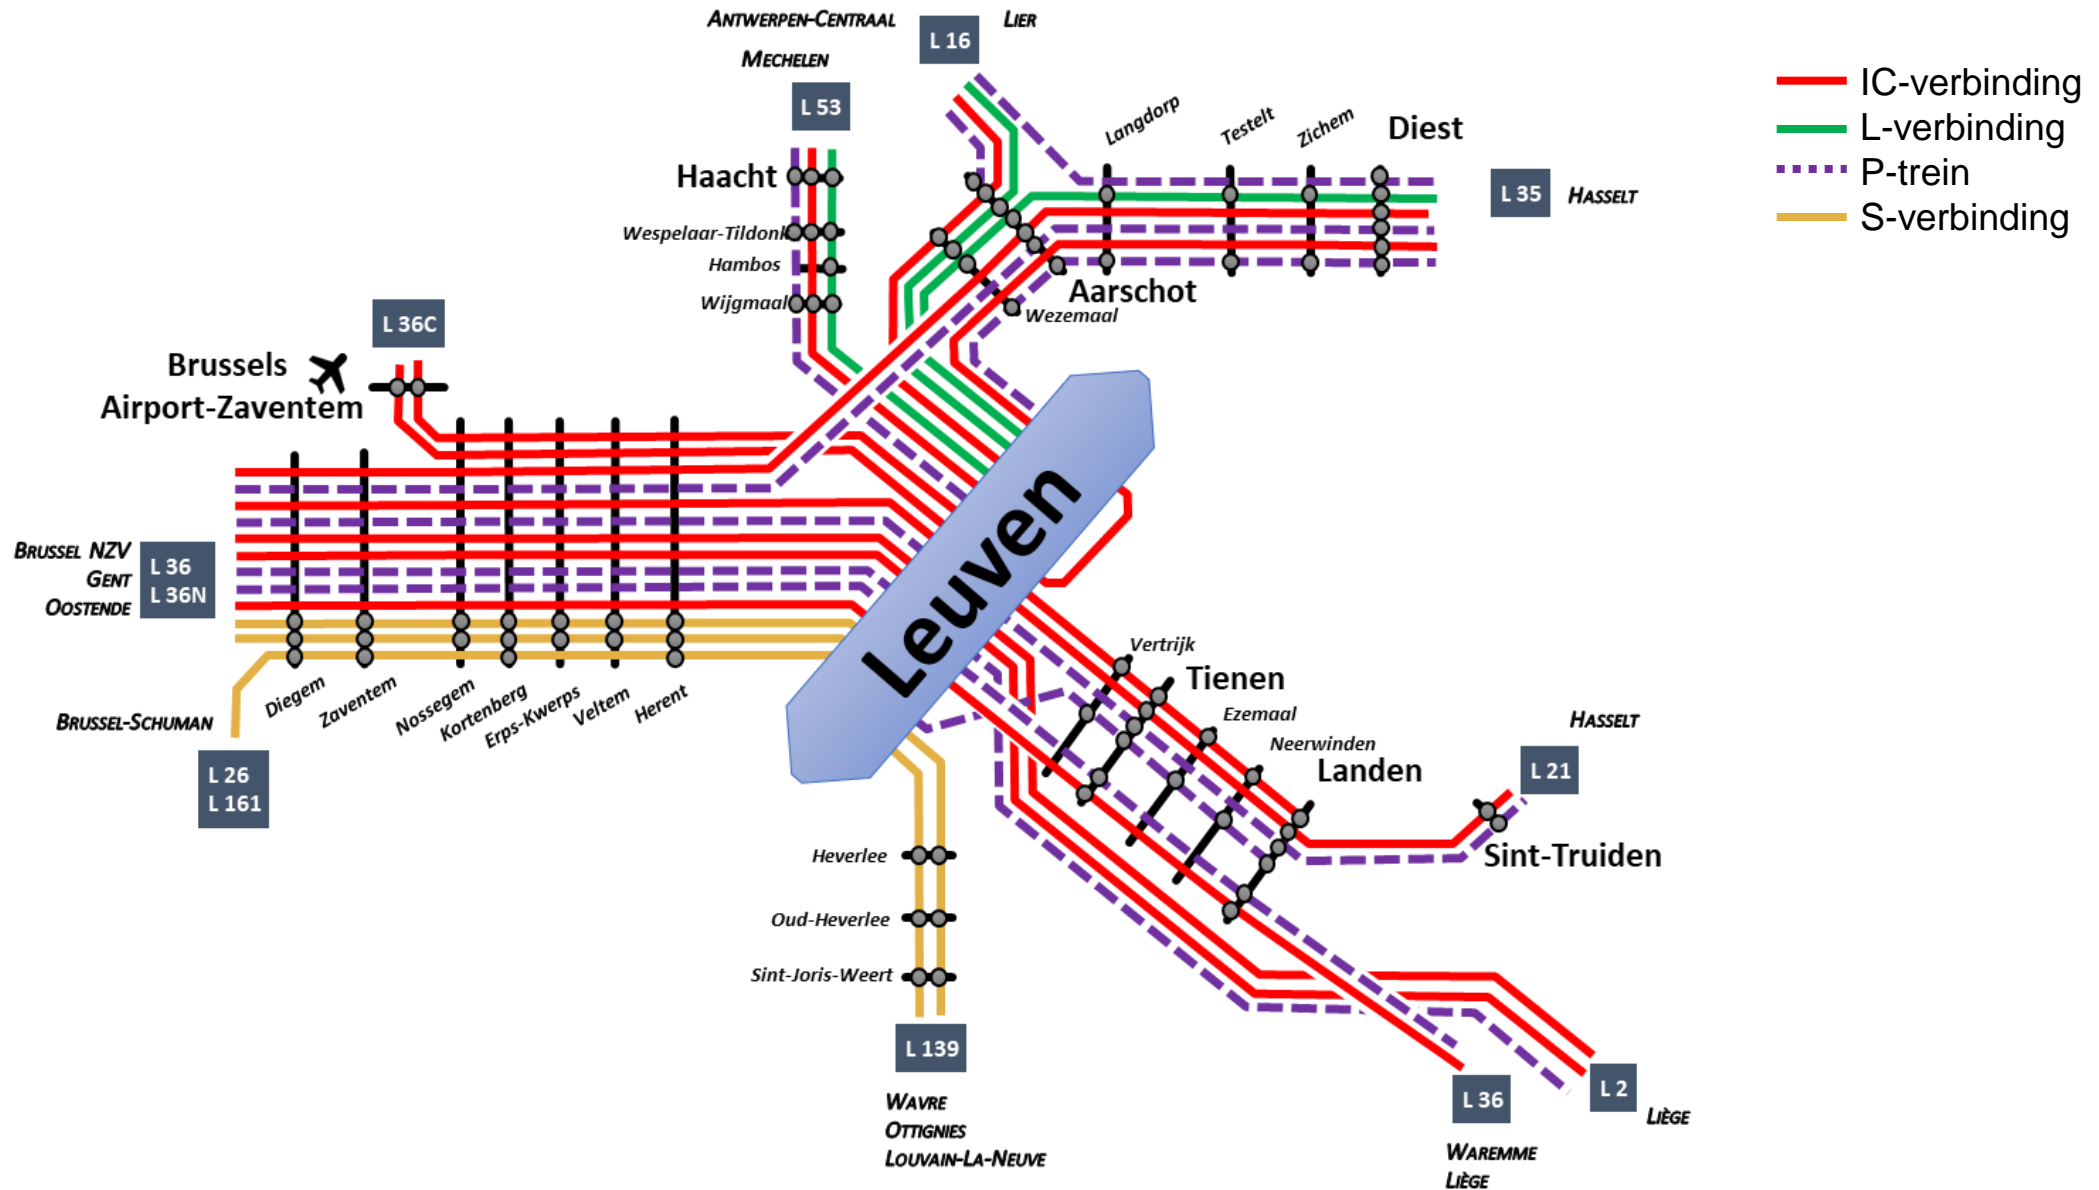 ANTWERPEN-CENTRAAL
LIER
L 16
MECHELEN
L 53
IC-verbinding
L-verbinding
P-trein
S-verbinding
Langdorp
Testelt
Zichem
Diest
L 35
HASSELT
Haacht
Wespelaar-Tildonk
Hambos
Wijgmaal
Aarschot
Wezemaal
L 36C
Brussels
Airport-Zaventem
Leuven
BRUSSEL NZV
GENT
OOSTENDE
L 36
L 36N
Diegem
Zaventem
Nossegem
Kortenberg
Erps-Kwerps
Veltem
Herent
BRUSSEL-SCHUMAN
L 26
L 161
Vertrijk
Tienen
Ezemaal
Neerwinden
Landen
HASSELT
L 21
Sint-Truiden
Heverlee
Oud-Heverlee
Sint-Joris-Weert
L 139
WAVRE
OTTIGNIES
LOUVAIN-LA-NEUVE
L 36
WAREMME
LIÈGE
L 2
LIÈGE